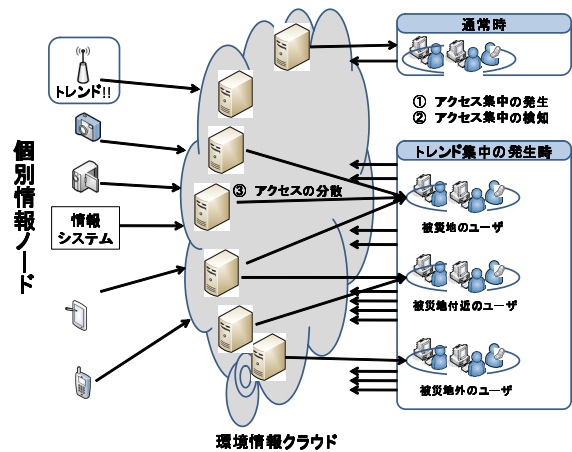 通常時
トレンド!!
① アクセス集中の発生
② アクセス集中の検知
個別情報ノード
トレンド集中の発生時
③ アクセスの分散
情報
システム
被災地のユーザ
被災地付近のユーザ
被災地外のユーザ
環境情報クラウド